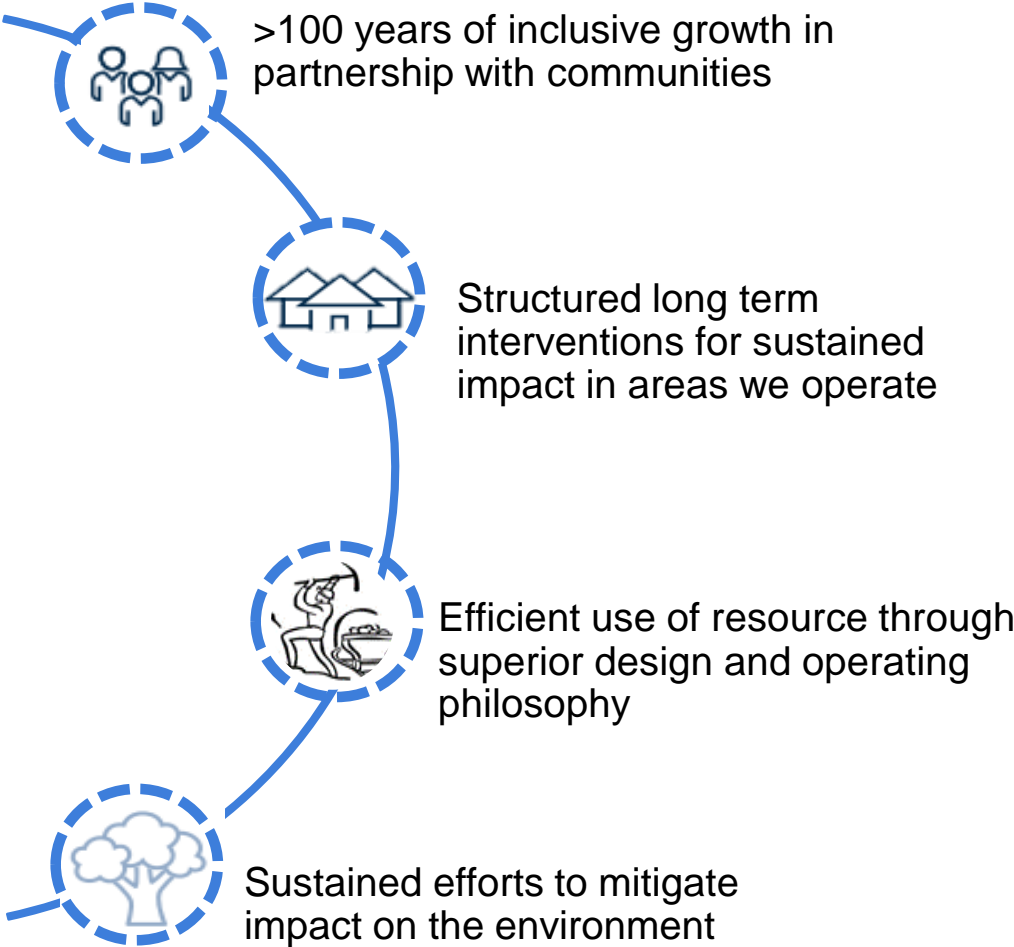 >100 years of inclusive growth in
partnership with communities
Structured long term
interventions for sustained
impact in areas we operate
Efficient use of resource through
superior design and operating
philosophy
Sustained efforts to mitigate
impact on the environment